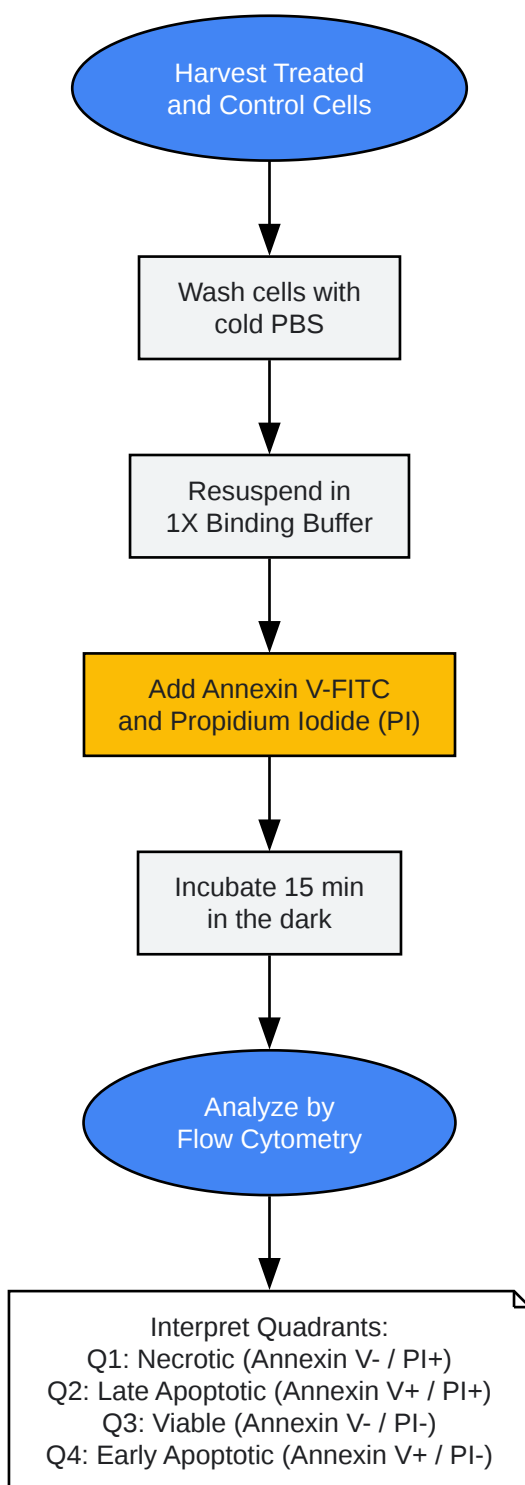 Harvest Treated
and Control Cells
Wash cells with
cold PBS
Resuspend in
1X Binding Buffer
Add Annexin V-FITC
and Propidium Iodide (PI)
Incubate 15 min
in the dark
Analyze by
Flow Cytometry
Interpret Quadrants:
Q1: Necrotic (Annexin V- / PI+)
Q2: Late Apoptotic (Annexin V+ / PI+)
Q3: Viable (Annexin V- / PI-)
Q4: Early Apoptotic (Annexin V+ / PI-)